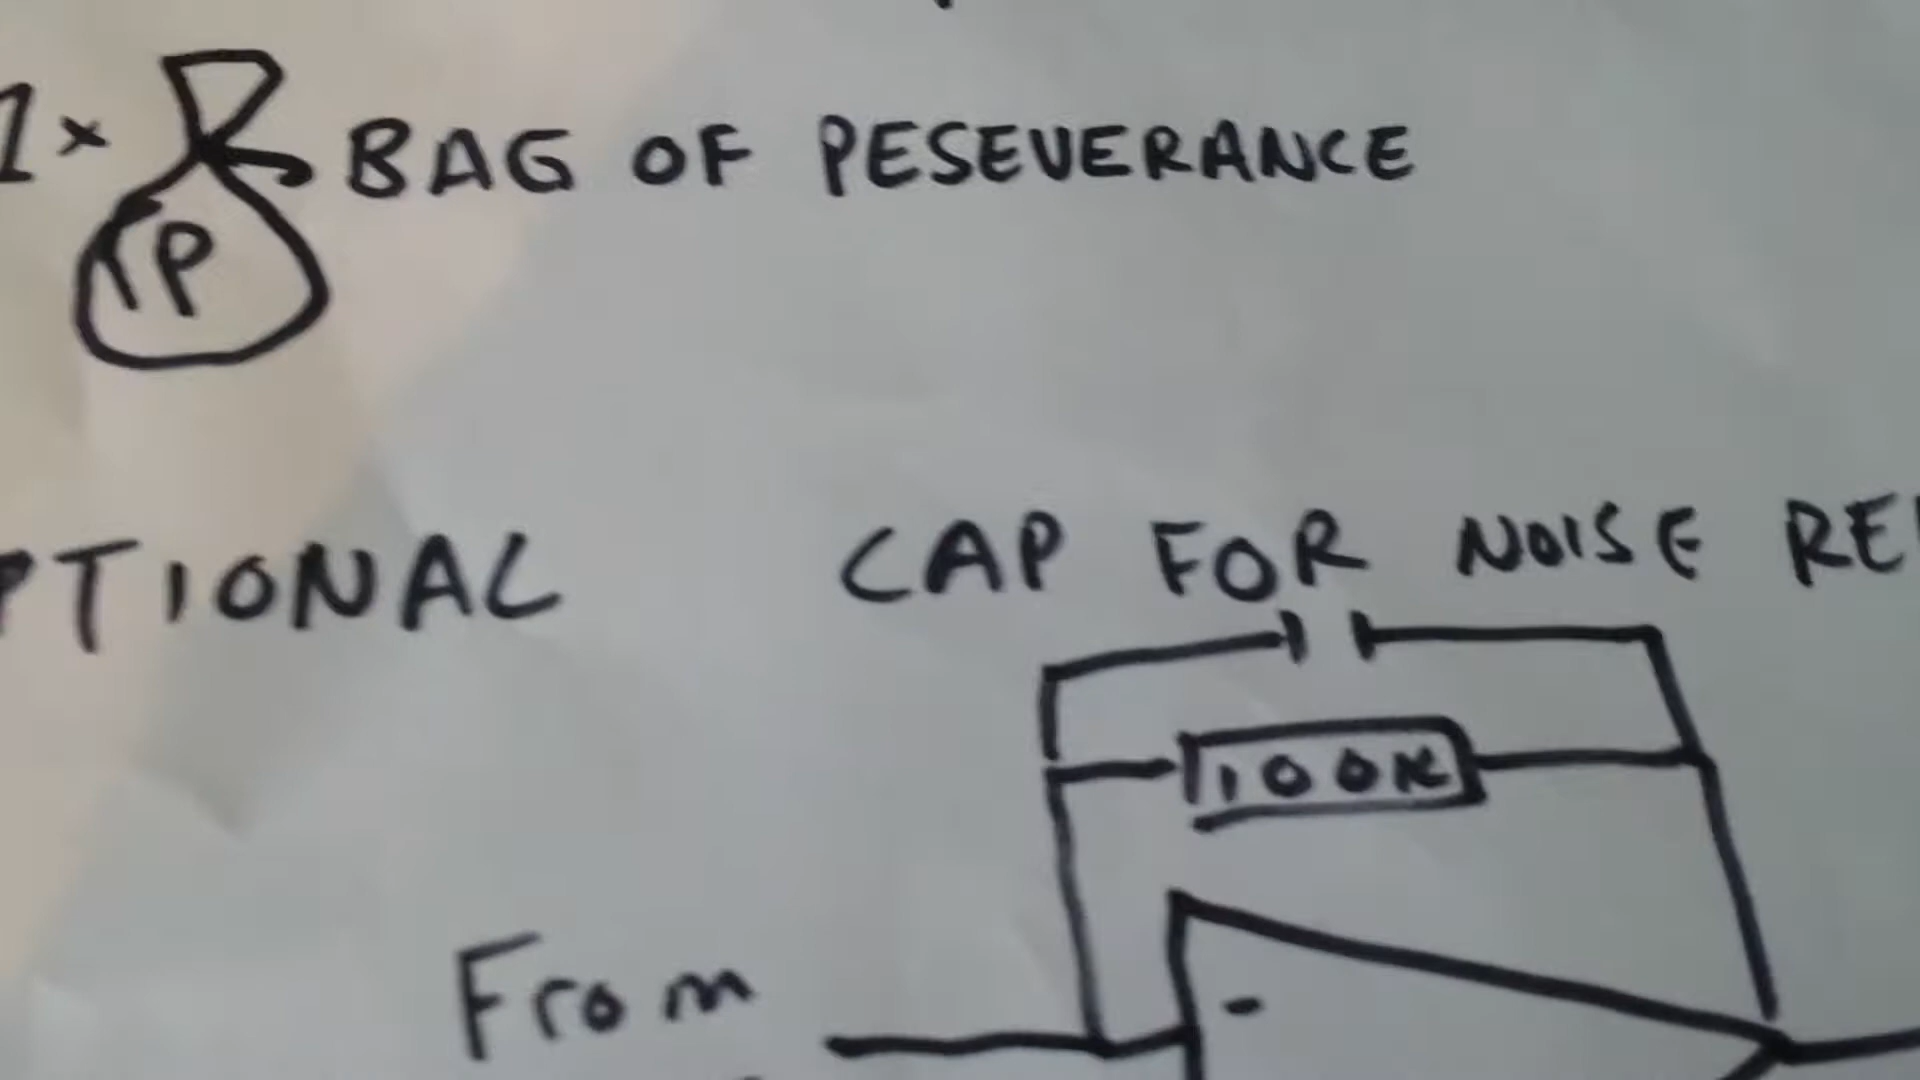 1x BAG OF PESEVERANCE
P
PTIONAL CAP FOR NOISE RE
100K
-
From